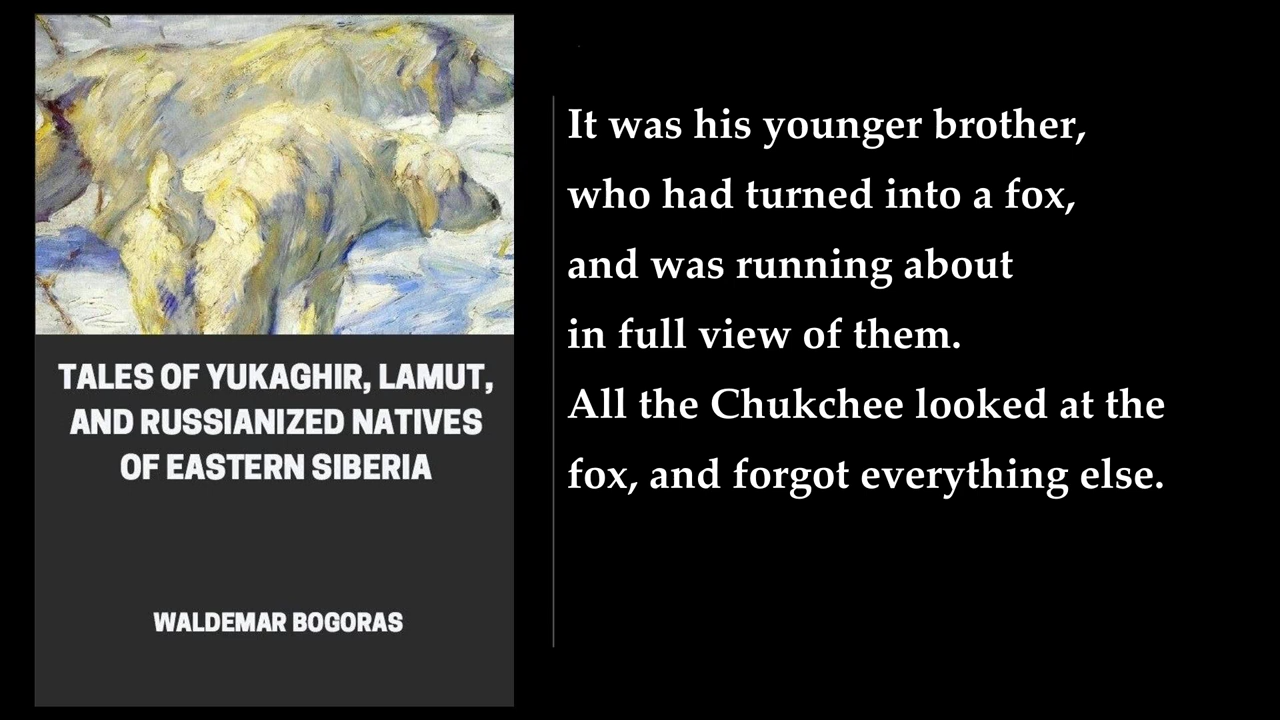 TALES OF YUKAGHIR, LAMUT,
AND RUSSIANIZED NATIVES
OF EASTERN SIBERIA
WALDEMAR BOGORAS
It was his younger brother,
who had turned into a fox,
and was running about
in full view of them.
All the Chukchee looked at the
fox, and forgot everything else.